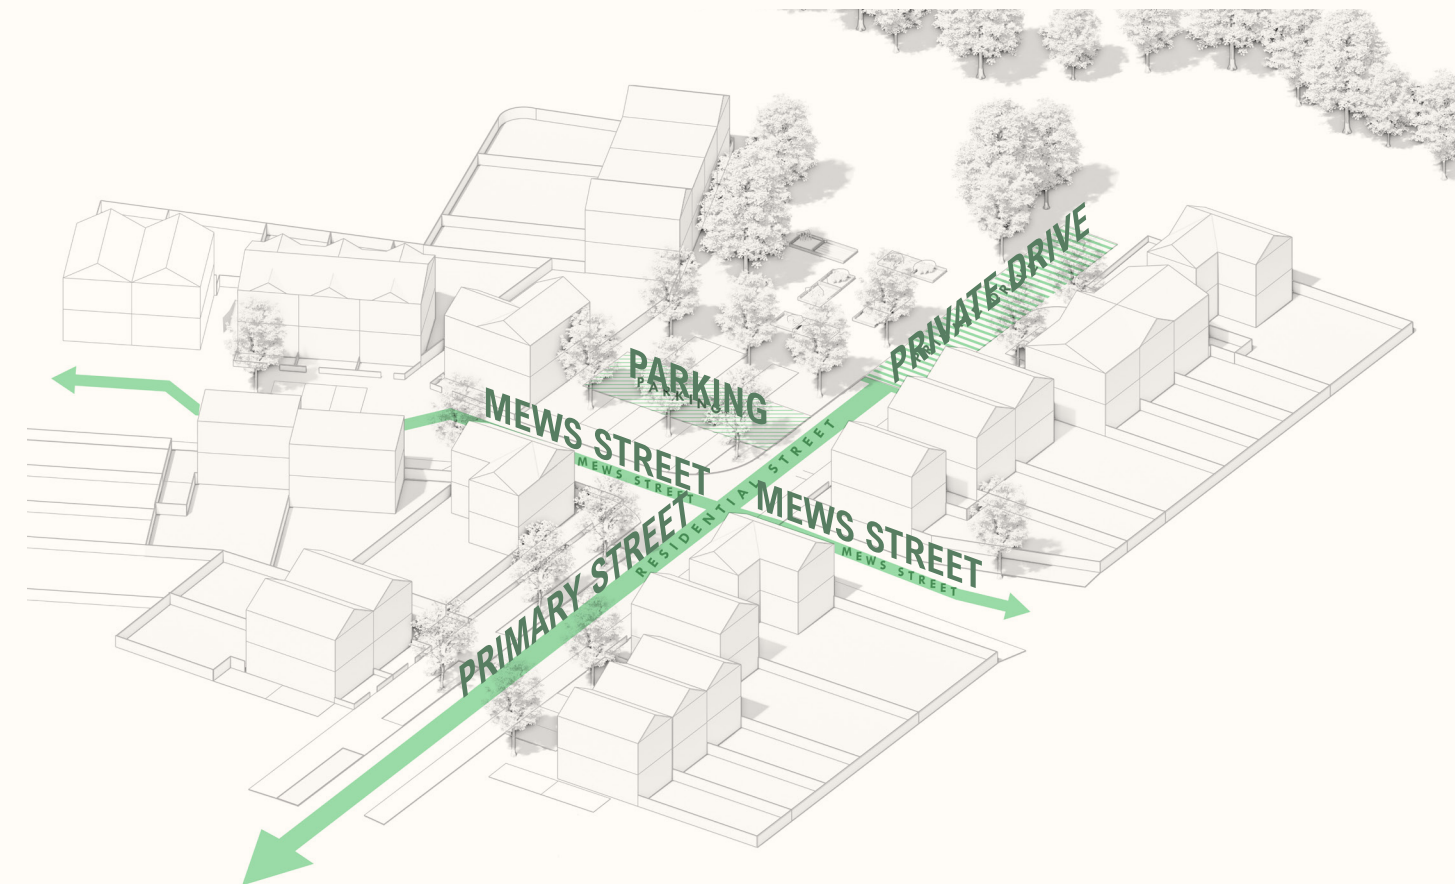 PRIVATE DRIVE
PARKING
PARKING
MEWS STREET
MEWS STREET
RESIDENTIAL STREET
MEWS STREET
MEWS STREET
PRIMARY STREET